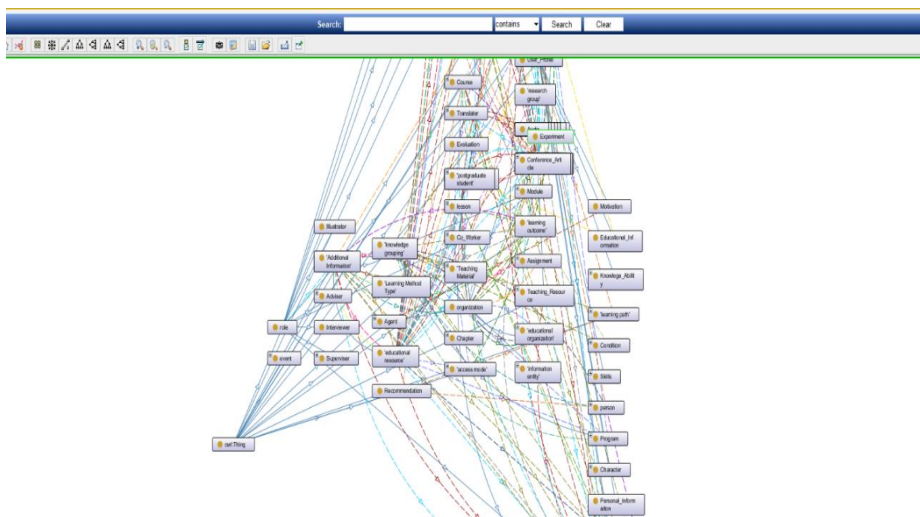 Search: contains Search Clear
User_Profile
Course
'research
group'
Translator
Experiment
Evaluation
Conference_Arti
cle
'postgraduate
student'
Module
lesson
Motivation
Illustrator
'learning
outcome'
Co_Worker
Educational_Inf
ormation
'knowledge
grouping'
'Additional
Information'
Assignment
'Teaching
Material'
Knowlege_Abilit
y
'Learning Method
Type'
Teaching_Resour
ce
Adviser
organization
'learning path'
Agent
role
Interviewer
'educational
organization'
Chapter
Condition
event
Supervisor
'educational
resource'
'access mode'
'information
entity'
Skills
Recommendation
person
Program
owl:Thing
Character
Personal_Inform
ation